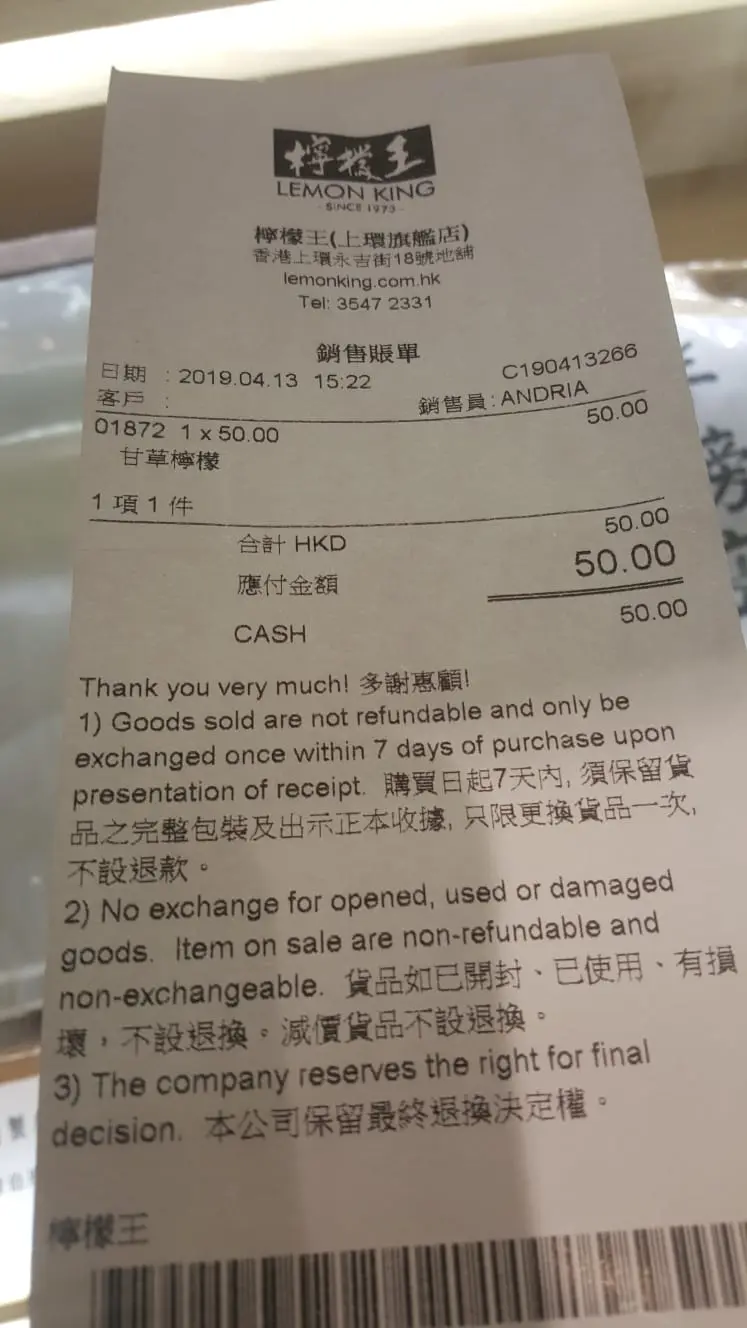 檸檬王
LEMON KING
SINCE 1973
檸檬王(上環旗艦店)
香港上環永吉街18號地舖
lemonking.com.hk
Tel: 3547 2331
銷售賬單
日期 : 2019.04.13 15:22 C190413266
客戶 : 銷售員: ANDRIA
01872 1 x 50.00 50.00
甘草檸檬
1 項 1 件
合計 HKD 50.00
應付金額 50.00
CASH 50.00
Thank you very much! 多謝惠顧!
1) Goods sold are not refundable and only be
exchanged once within 7 days of purchase upon
presentation of receipt. 購買日起7天內, 須保留貨
品之完整包裝及出示正本收據, 只限更換貨品一次,
不設退款。
2) No exchange for opened, used or damaged
goods. Item on sale are non-refundable and
non-exchangeable. 貨品如已開封、已使用、有損
壞，不設退換。減價貨品不設退換。
3) The company reserves the right for final
decision. 本公司保留最終退換決定權。
檸檬王